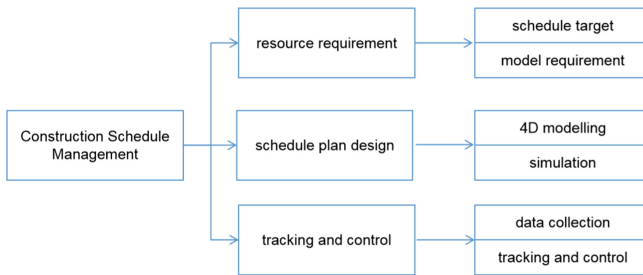 Construction Schedule
Management
resource requirement
schedule target
model requirement
schedule plan design
4D modelling
simulation
tracking and control
data collection
tracking and control